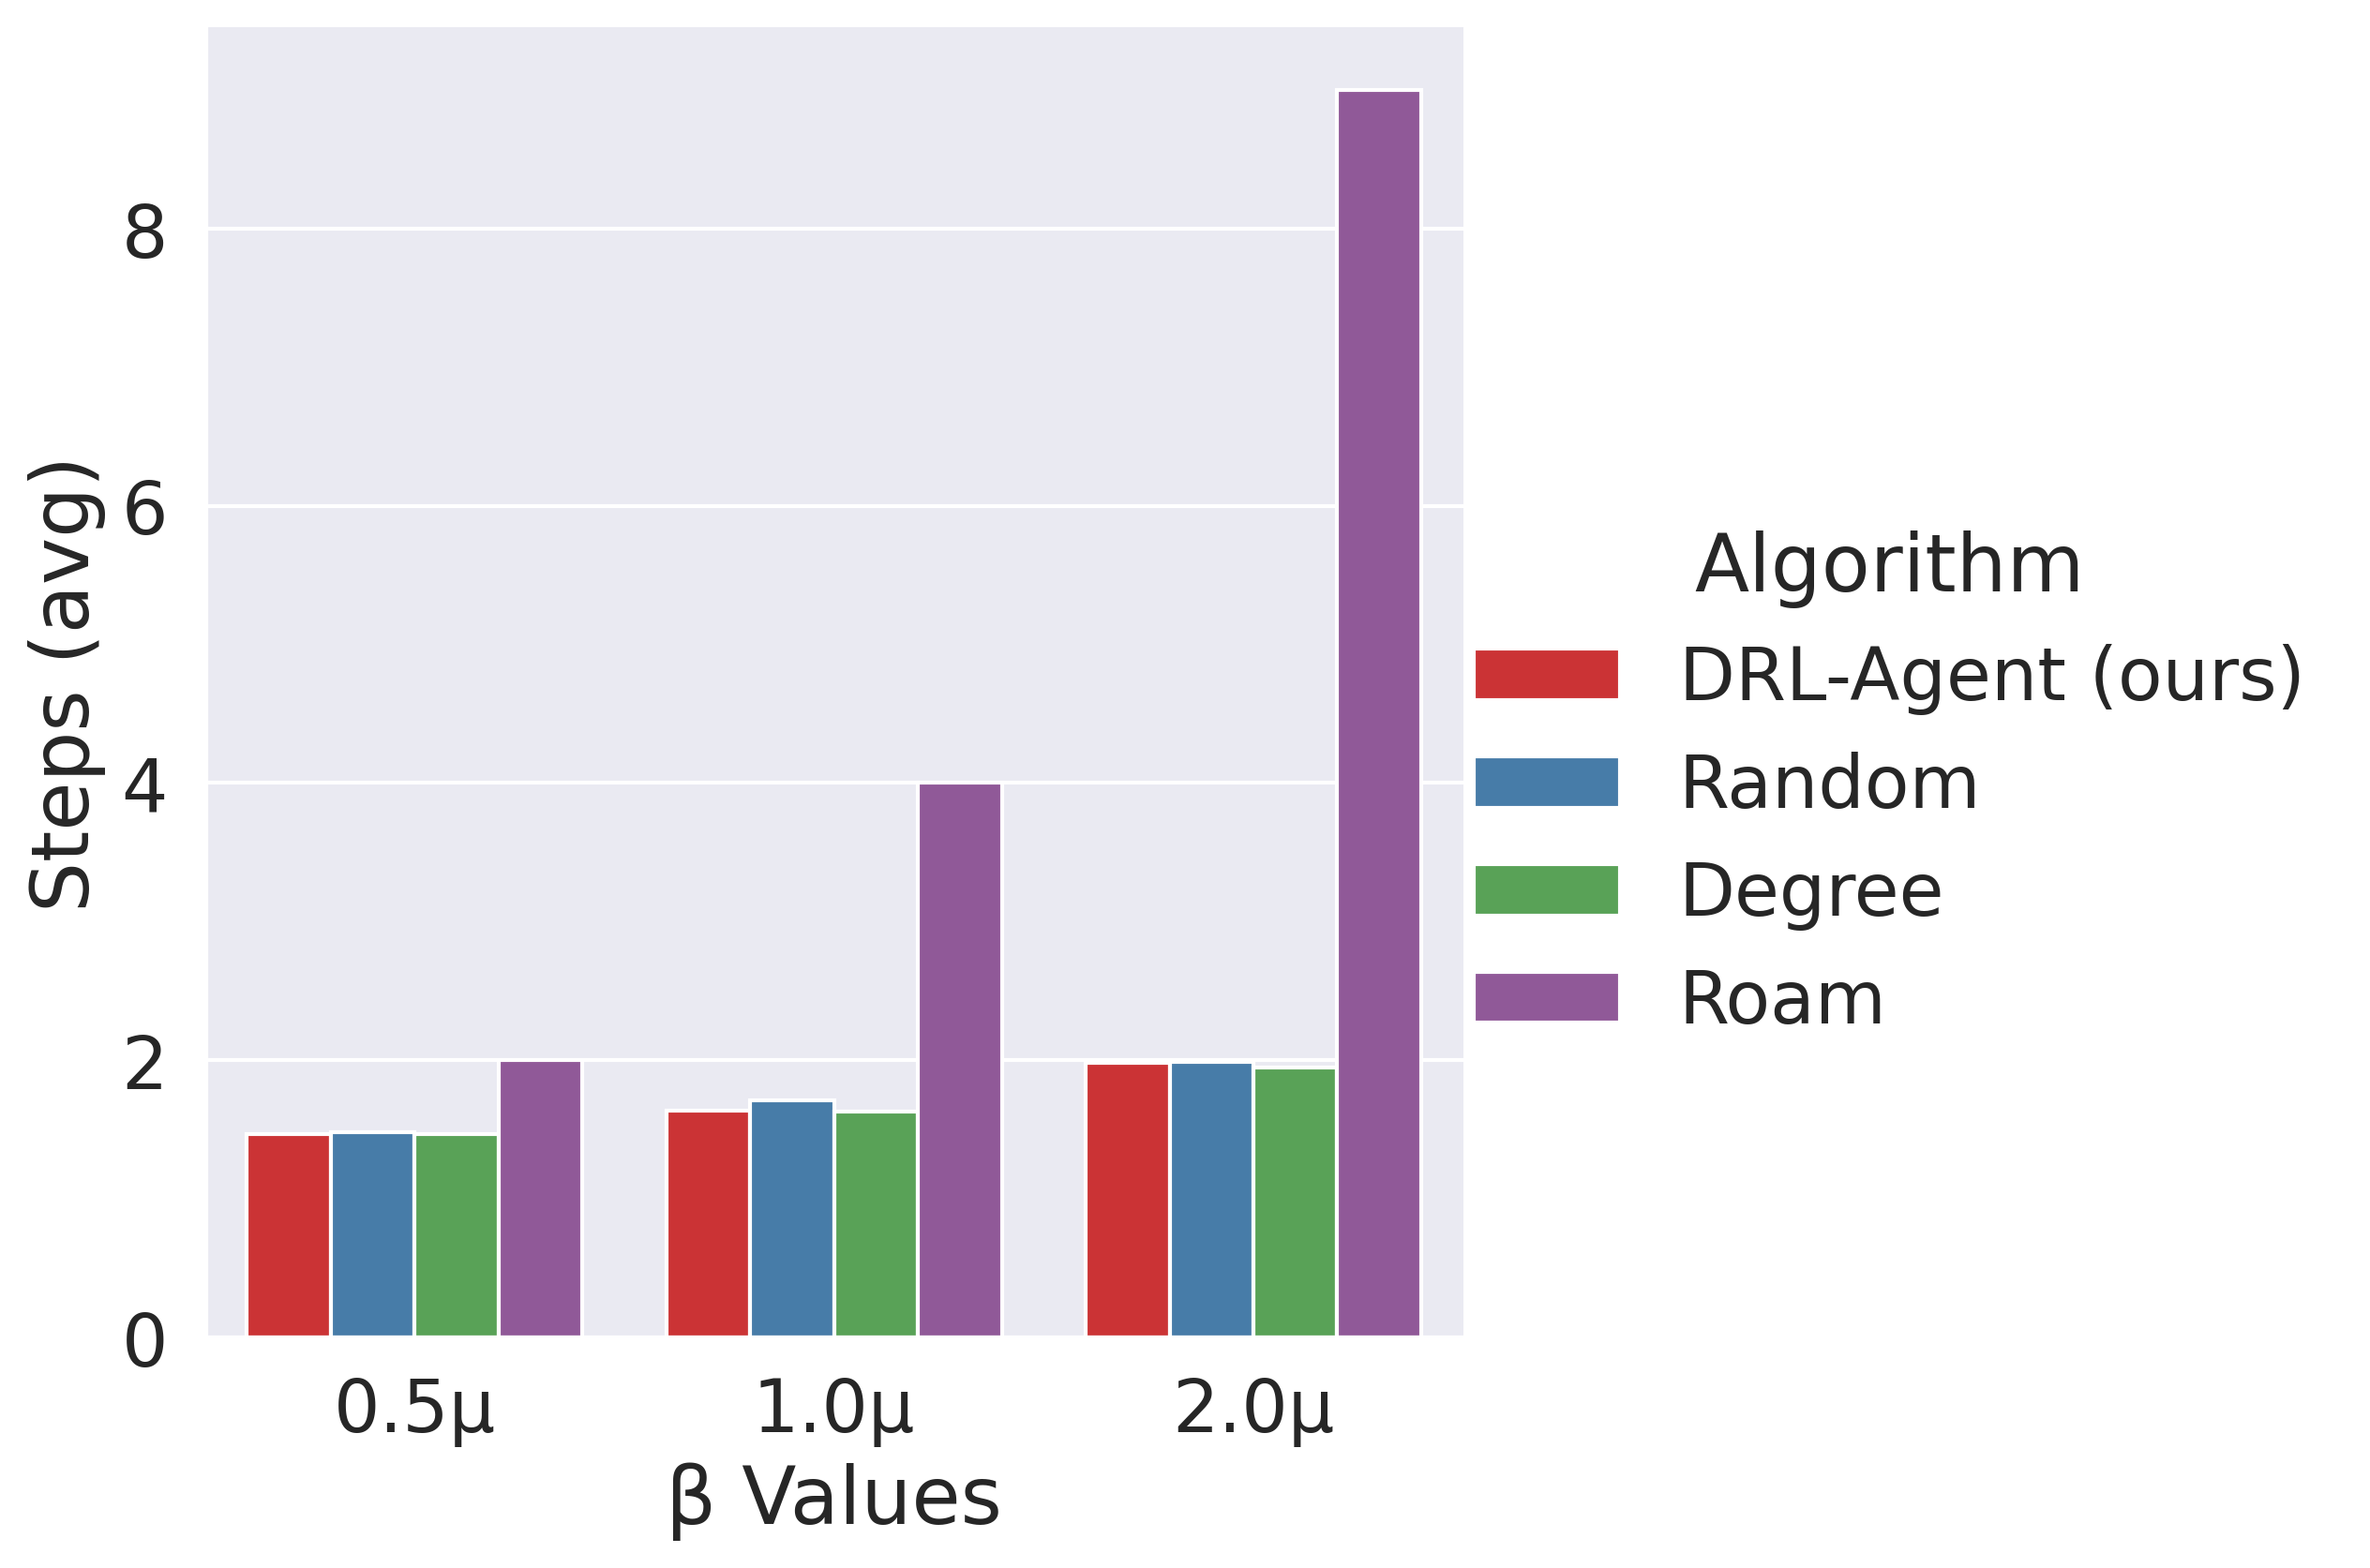 Steps (avg)
8
6
4
2
0
0.5µ 1.0µ 2.0µ
β Values
Algorithm
DRL-Agent (ours)
Random
Degree
Roam